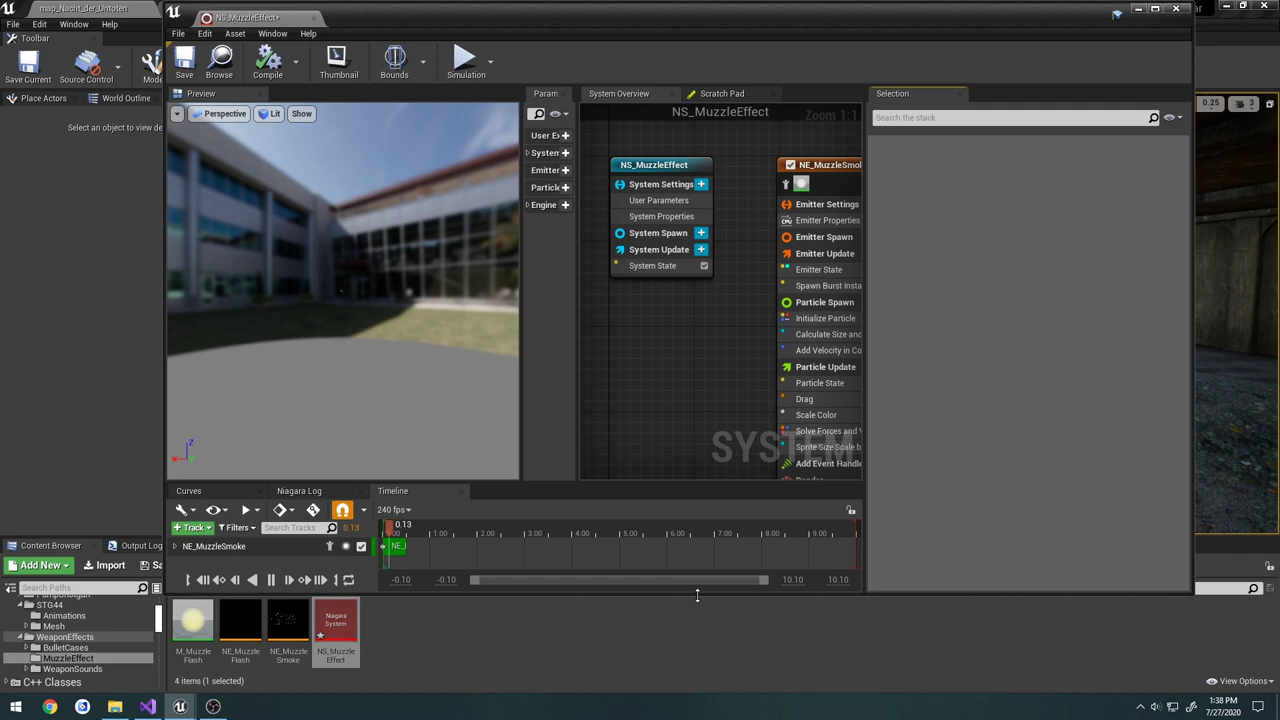 map_Nacht_der_Untoten
File Edit Window
Toolbar
Save Current Source Control
Place Actors World Outline
Select an object to view de
NS_MuzzleEffect*
File Edit Asset Window Help
Save Browse Compile Thumbnail Bounds Simulation
Preview
Perspective Lit Show
Param
User Ex
System
Emitter
Particle
Engine
System Overview Scratch Pad
NS_MuzzleEffect
Zoom 1:1
NS_MuzzleEffect
System Settings
User Parameters
System Properties
System Spawn
System Update
System State
NE_MuzzleSmol
Emitter Settings
Emitter Properties
Emitter Spawn
Emitter Update
Emitter State
Spawn Burst Insta
Particle Spawn
Initialize Particle
Calculate Size and
Add Velocity in Co
Particle Update
Particle State
Drag
Scale Color
Solve Forces and V
Sprite Size Scale b
Add Event Handle
SYSTEM
Selection
Search the stack
0.25 3
Curves Niagara Log Timeline
240 fps
Track Filters Search Tracks 0.13
0.13
1.00 2.00 3.00 4.00 5.00 6.00 7.00 8.00 9.00
NE_MuzzleSmoke
-0.10 -0.10 10.10 10.10
Content Browser Output Log
Add New Import Sa
Search Paths
STG44
Animations
Mesh
WeaponEffects
BulletCases
MuzzleEffect
WeaponSounds
C++ Classes
M_Muzzle
Flash
NE_Muzzle
Flash
NE_Muzzle
Smoke
Niagara
System
NS_Muzzle
Effect
4 items (1 selected)
View Options
1:38 PM
7/27/2020